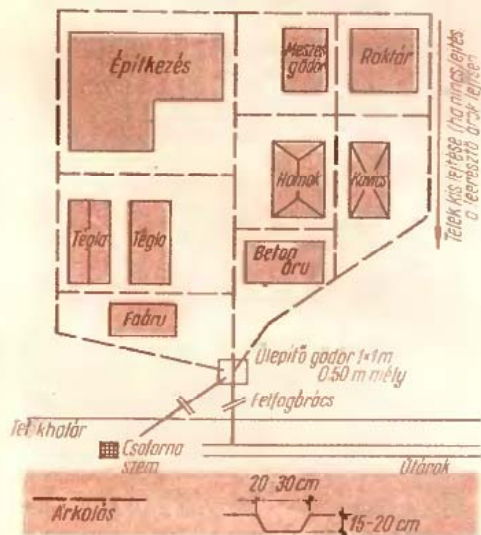 Építkezés
Meszes
gödör
Raktár
Telek kis lejtése (ha nincs lejtés,
a leeresztő árok lejtsen
Homok
Kavics
Tégla
Tégla
Beton
áru
Faáru
Ülepítő gödör 1×1m
0.50 m mély
Felfogórács
Telekhatár
Csatorna
szem
Útárok
20-30 cm
Árkolás
15-20 cm